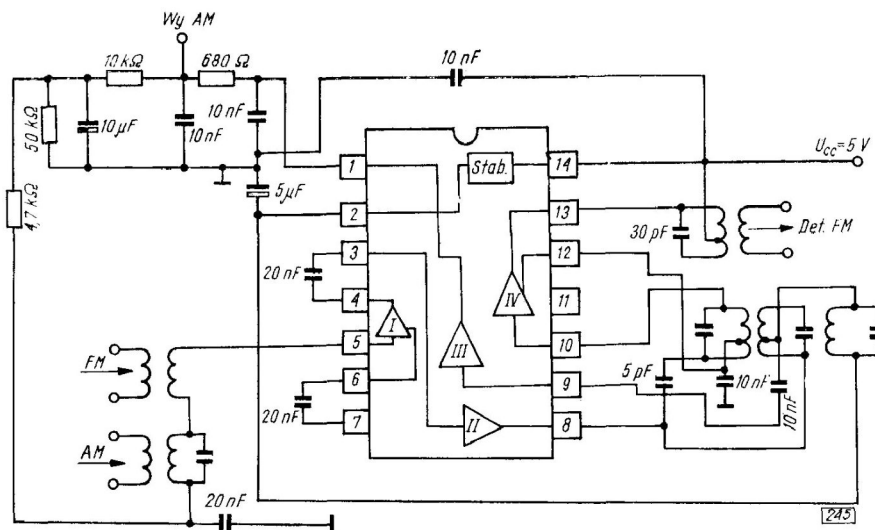 Wy AM
10 kΩ
680 Ω
10 nF
50 kΩ
10 μF
10 nF
10 nF
4,7 kΩ
5 μF
1
Stab.
14
U_CC = 5 V
2
13
30 pF
Det. FM
20 nF
3
12
4
I
IV
11
5
III
10
FM
6
9
5 pF
10 nF
10 nF
20 nF
7
II
8
AM
20 nF
245